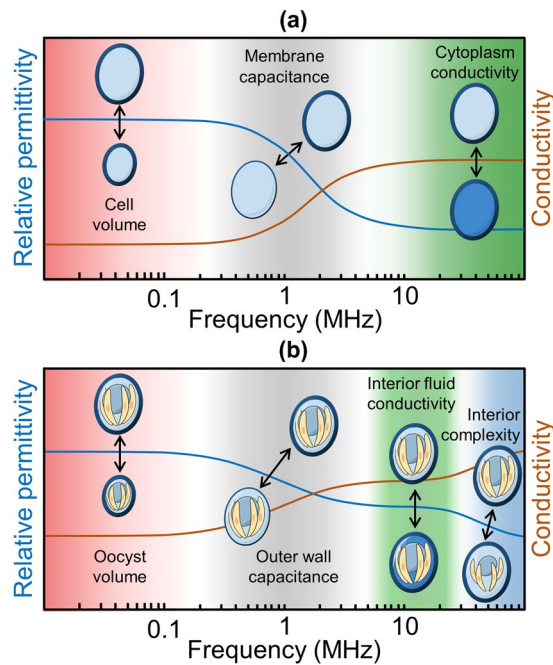 (a)
Relative permittivity
Membrane
capacitance
Cytoplasm
conductivity
Cell
volume
Conductivity
0.1
1
10
Frequency (MHz)
(b)
Relative permittivity
Interior fluid
conductivity
Interior
complexity
Oocyst
volume
Outer wall
capacitance
Conductivity
0.1
1
10
Frequency (MHz)